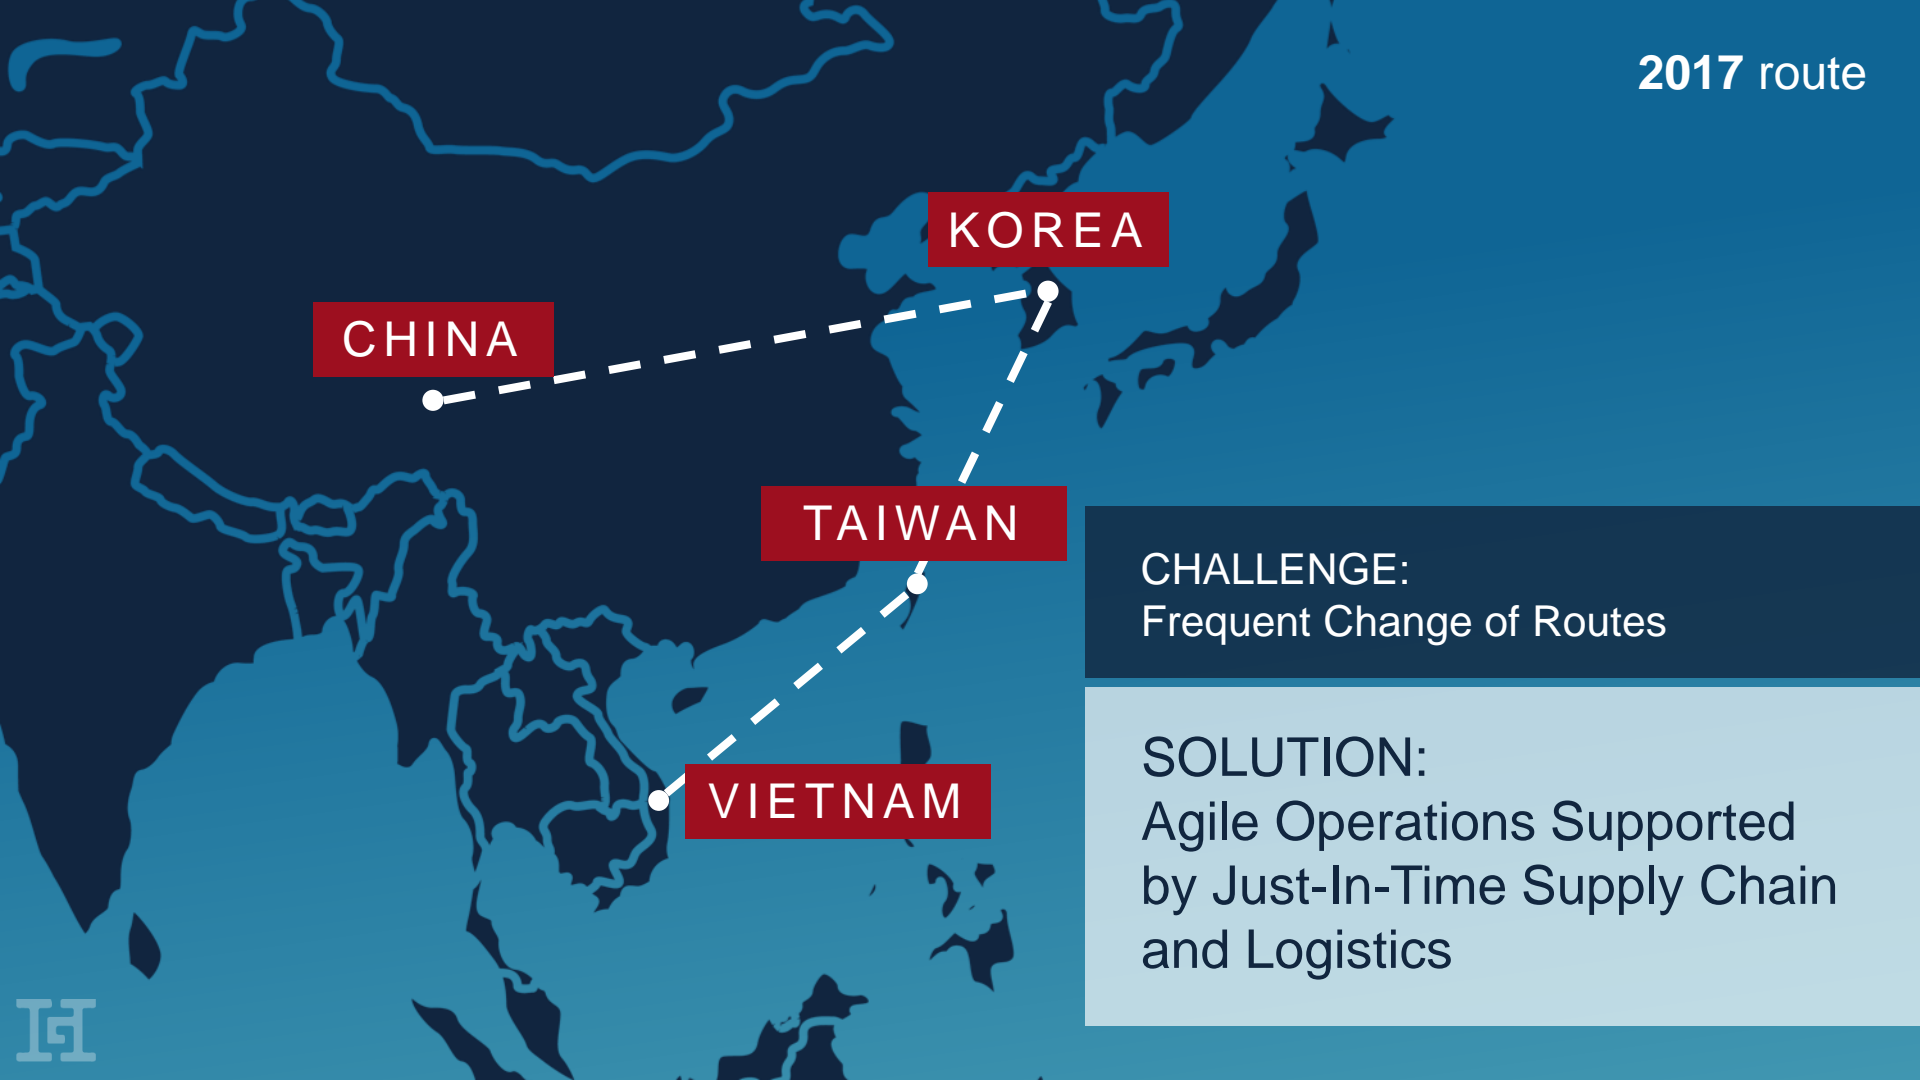 2017 route
KOREA
CHINA
TAIWAN
VIETNAM
CHALLENGE:
Frequent Change of Routes
SOLUTION:
Agile Operations Supported
by Just-In-Time Supply Chain
and Logistics